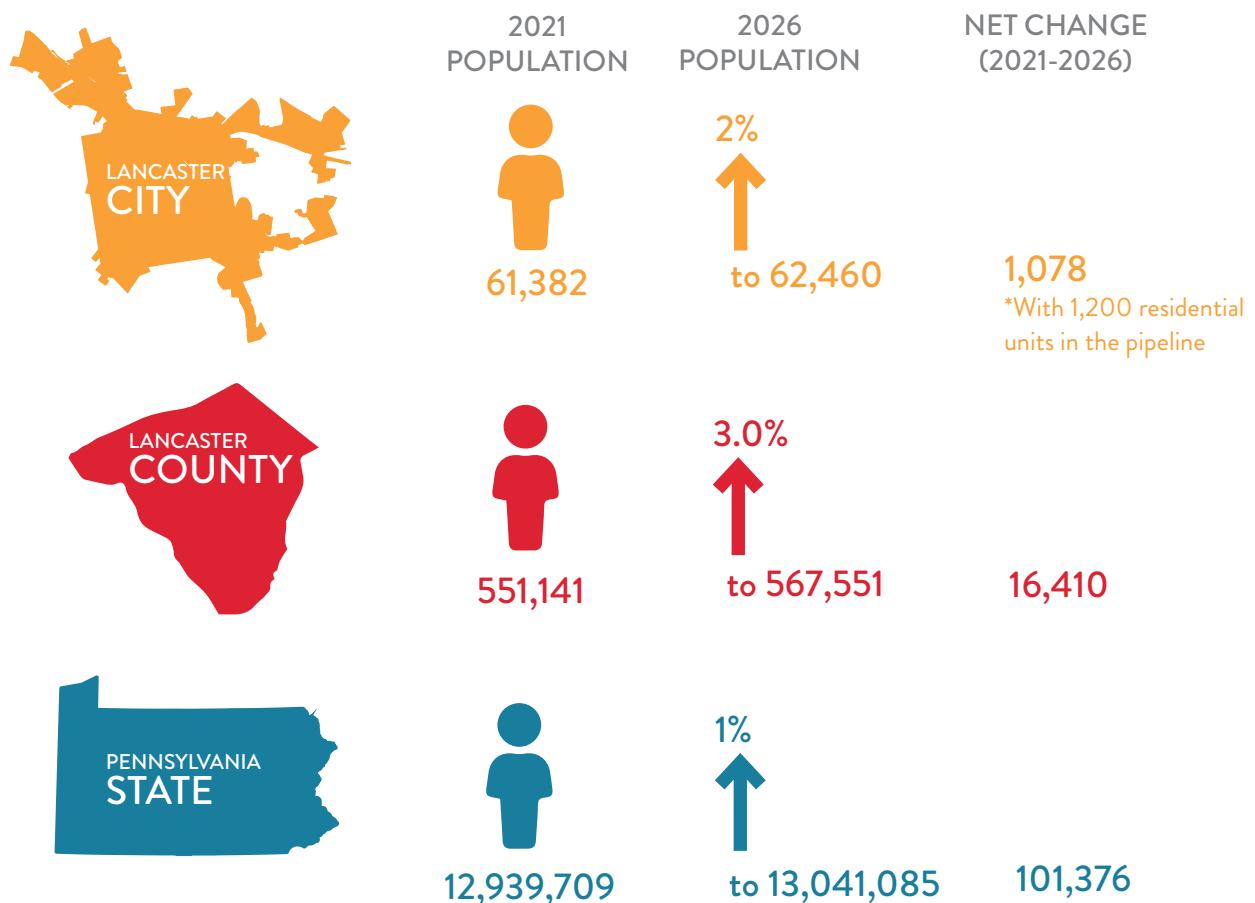 2021
POPULATION
2026
POPULATION
NET CHANGE
(2021-2026)
LANCASTER
CITY
61,382
2%
to 62,460
1,078
*With 1,200 residential
units in the pipeline
LANCASTER
COUNTY
551,141
3.0%
to 567,551
16,410
PENNSYLVANIA
STATE
12,939,709
1%
to 13,041,085
101,376